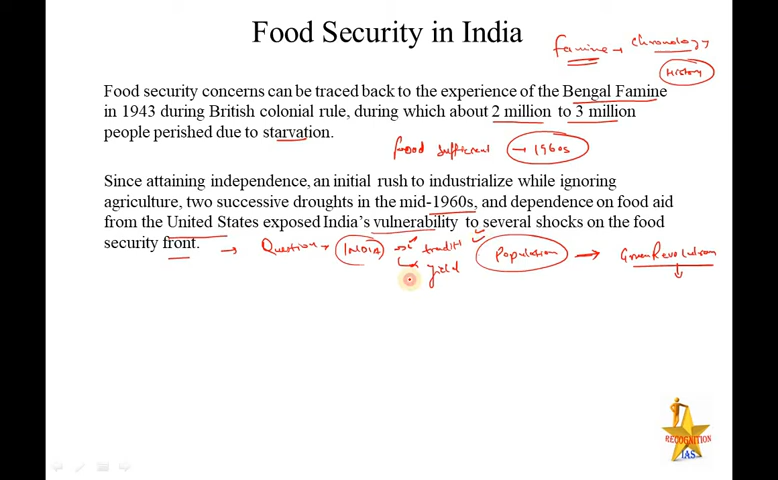 Food Security in India
famine → chronology →
History
Food security concerns can be traced back to the experience of the Bengal Famine
in 1943 during British colonial rule, during which about 2 million to 3 million
people perished due to starvation.
food sufficient → 1960s
Since attaining independence, an initial rush to industrialize while ignoring
agriculture, two successive droughts in the mid-1960s, and dependence on food aid
from the United States exposed India's vulnerability to several shocks on the food
security front.
→ Question → INDIA → traditi Population → Green Revolution
yield
RECOGNITION
IAS